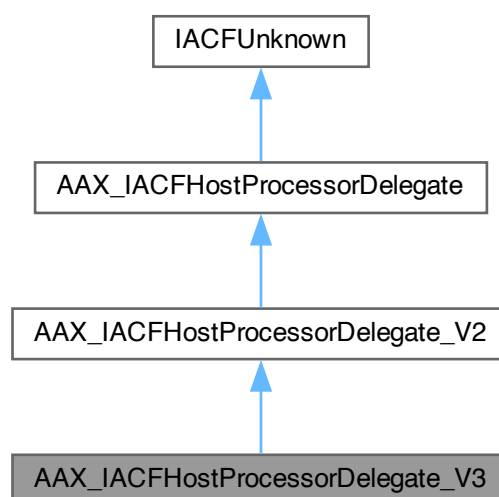 IACFUnknown
AAX_IACFHostProcessorDelegate
AAX_IACFHostProcessorDelegate_V2
AAX_IACFHostProcessorDelegate_V3